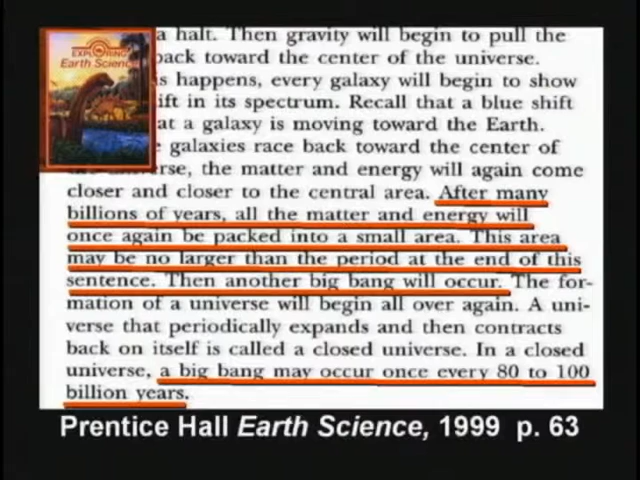 EXPLORING
Earth Science
a halt. Then gravity will begin to pull the
back toward the center of the universe.
is happens, every galaxy will begin to show
ift in its spectrum. Recall that a blue shift
at a galaxy is moving toward the Earth.
galaxies race back toward the center of
rse, the matter and energy will again come
closer and closer to the central area. After many
billions of years, all the matter and energy will
once again be packed into a small area. This area
may be no larger than the period at the end of this
sentence. Then another big bang will occur. The for-
mation of a universe will begin all over again. A uni-
verse that periodically expands and then contracts
back on itself is called a closed universe. In a closed
universe, a big bang may occur once every 80 to 100
billion years.
Prentice Hall Earth Science, 1999 p. 63